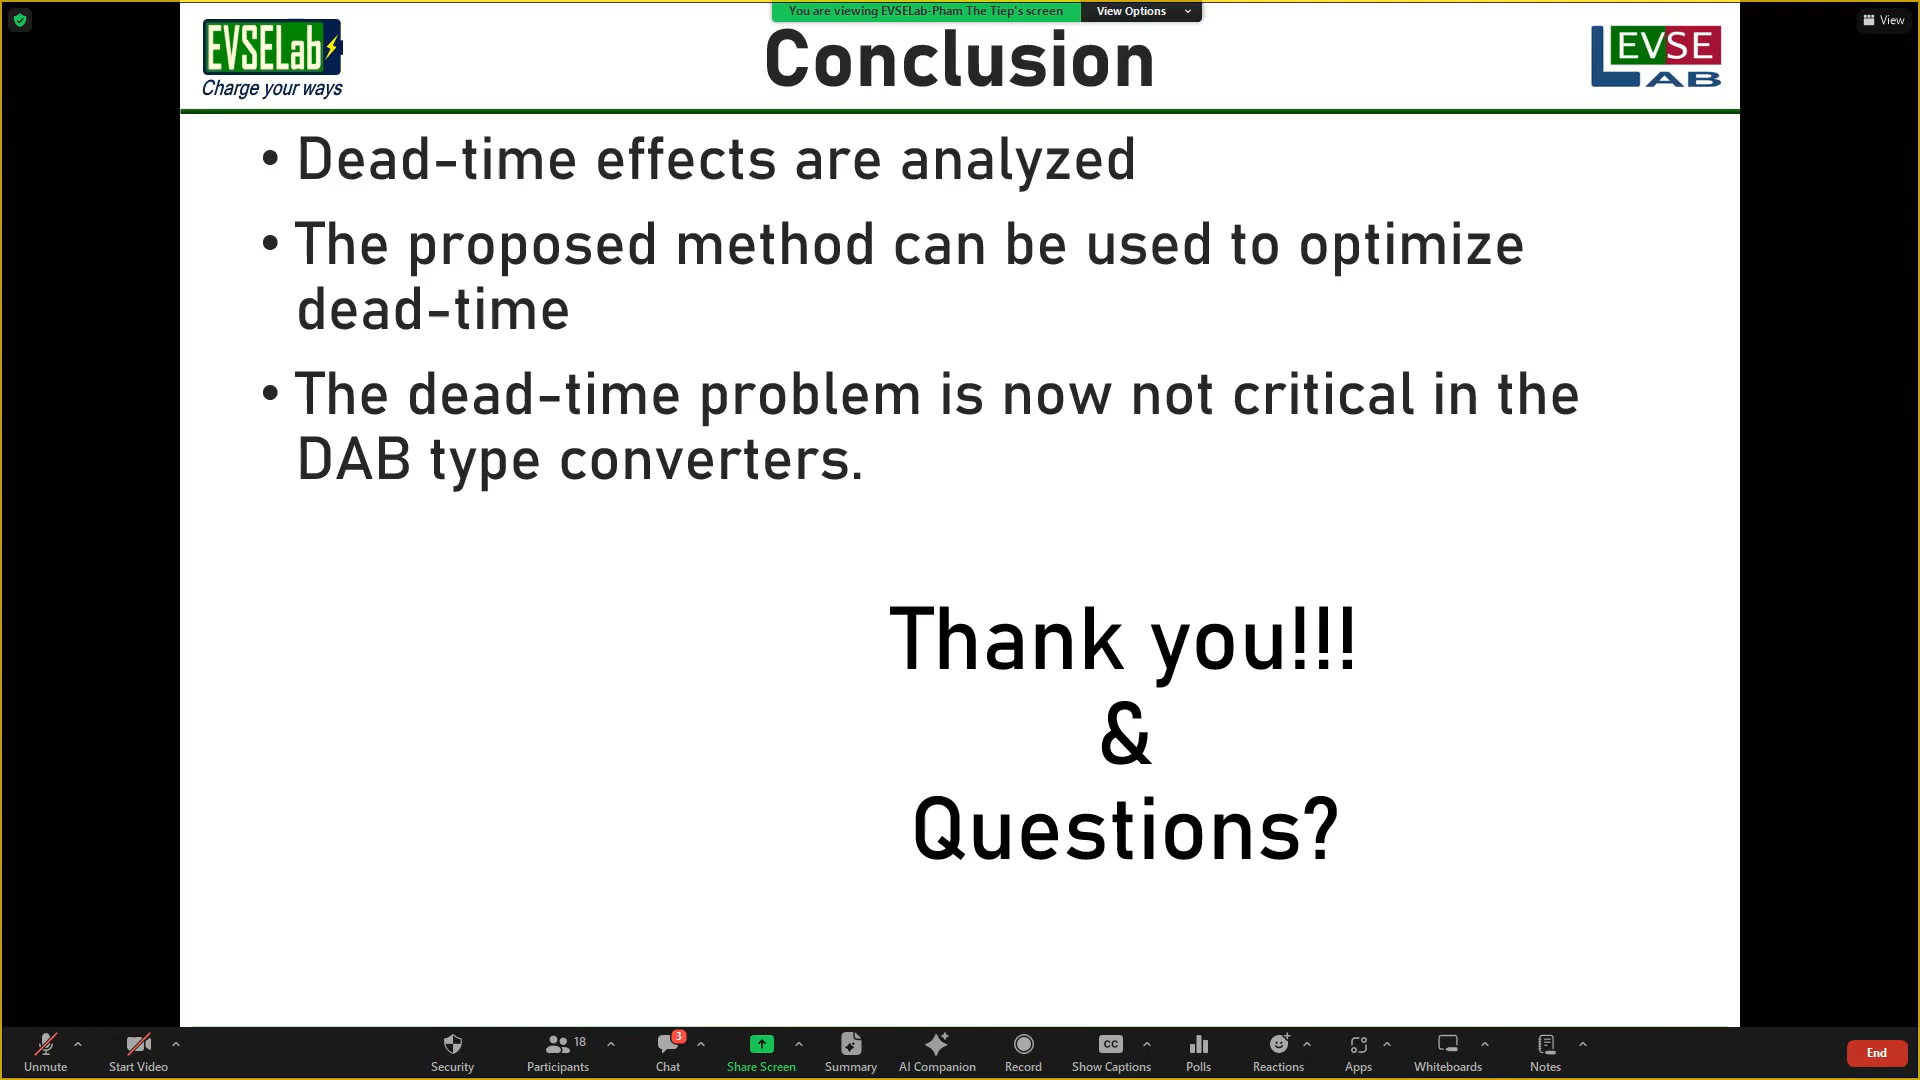 You are viewing EVSELab-Pham The Tiep's screen
View Options
View
EVSELab
Charge your ways
Conclusion
EVSE
LAB
• Dead-time effects are analyzed
• The proposed method can be used to optimize
dead-time
• The dead-time problem is now not critical in the
DAB type converters.
Thank you!!!
&
Questions?
18
3
CC
Unmute
Start Video
Security
Participants
Chat
Share Screen
Summary
AI Companion
Record
Show Captions
Polls
Reactions
Apps
Whiteboards
Notes
End